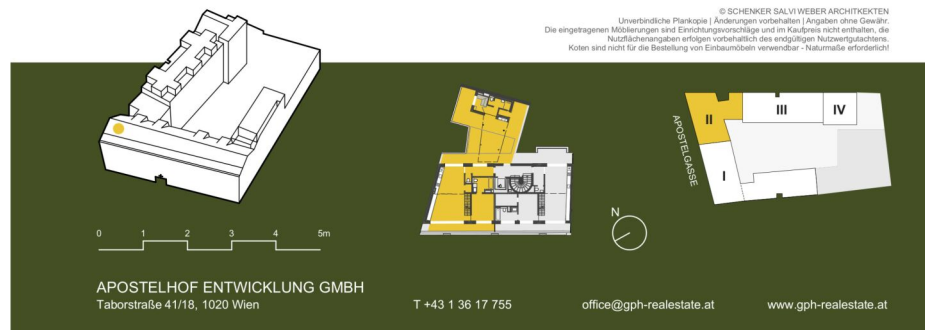 © SCHENKER SALVI WEBER ARCHITKEKTEN
Unverbindliche Plankopie | Änderungen vorbehalten | Angaben ohne Gewähr.
Die eingetragenen Möblierungen sind Einrichtungsvorschläge und im Kaufpreis nicht enthalten, die
Nutzflächenangaben erfolgen vorbehaltlich des endgültigen Nutzwertgutachtens.
Koten sind nicht für die Bestellung von Einbaumöbeln verwendbar - Naturmaße erforderlich!
II
III
IV
APOSTELGASSE
I
N
0 1 2 3 4 5m
APOSTELHOF ENTWICKLUNG GMBH
Taborstraße 41/18, 1020 Wien
T +43 1 36 17 755
office@gph-realestate.at
www.gph-realestate.at